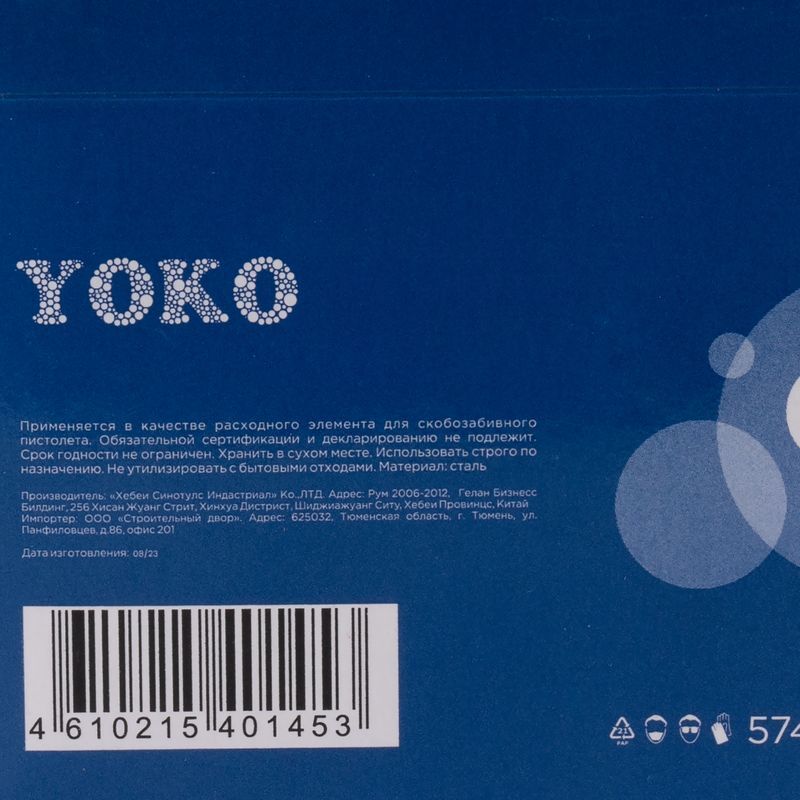 YOKO
Применяется в качестве расходного элемента для скобозабивного
пистолета. Обязательной сертификации и декларированию не подлежит.
Срок годности не ограничен. Хранить в сухом месте. Использовать строго по
назначению. Не утилизировать с бытовыми отходами. Материал: сталь
Производитель: «Хебеи Синотулс Индастриал» Ко.,ЛТД. Адрес: Рум 2006-2012, Гелан Бизнесс
Билдинг, 256 Хисан Жуанг Стрит, Хинхуа Дистрист, Шиджиажуанг Ситу, Хебеи Провинцс, Китай
Импортер: ООО «Строительный двор». Адрес: 625032, Тюменская область, г. Тюмень, ул.
Панфиловцев, д.86, офис 201
Дата изготовления: 08/23
4 610215 401453
21
PAP
574